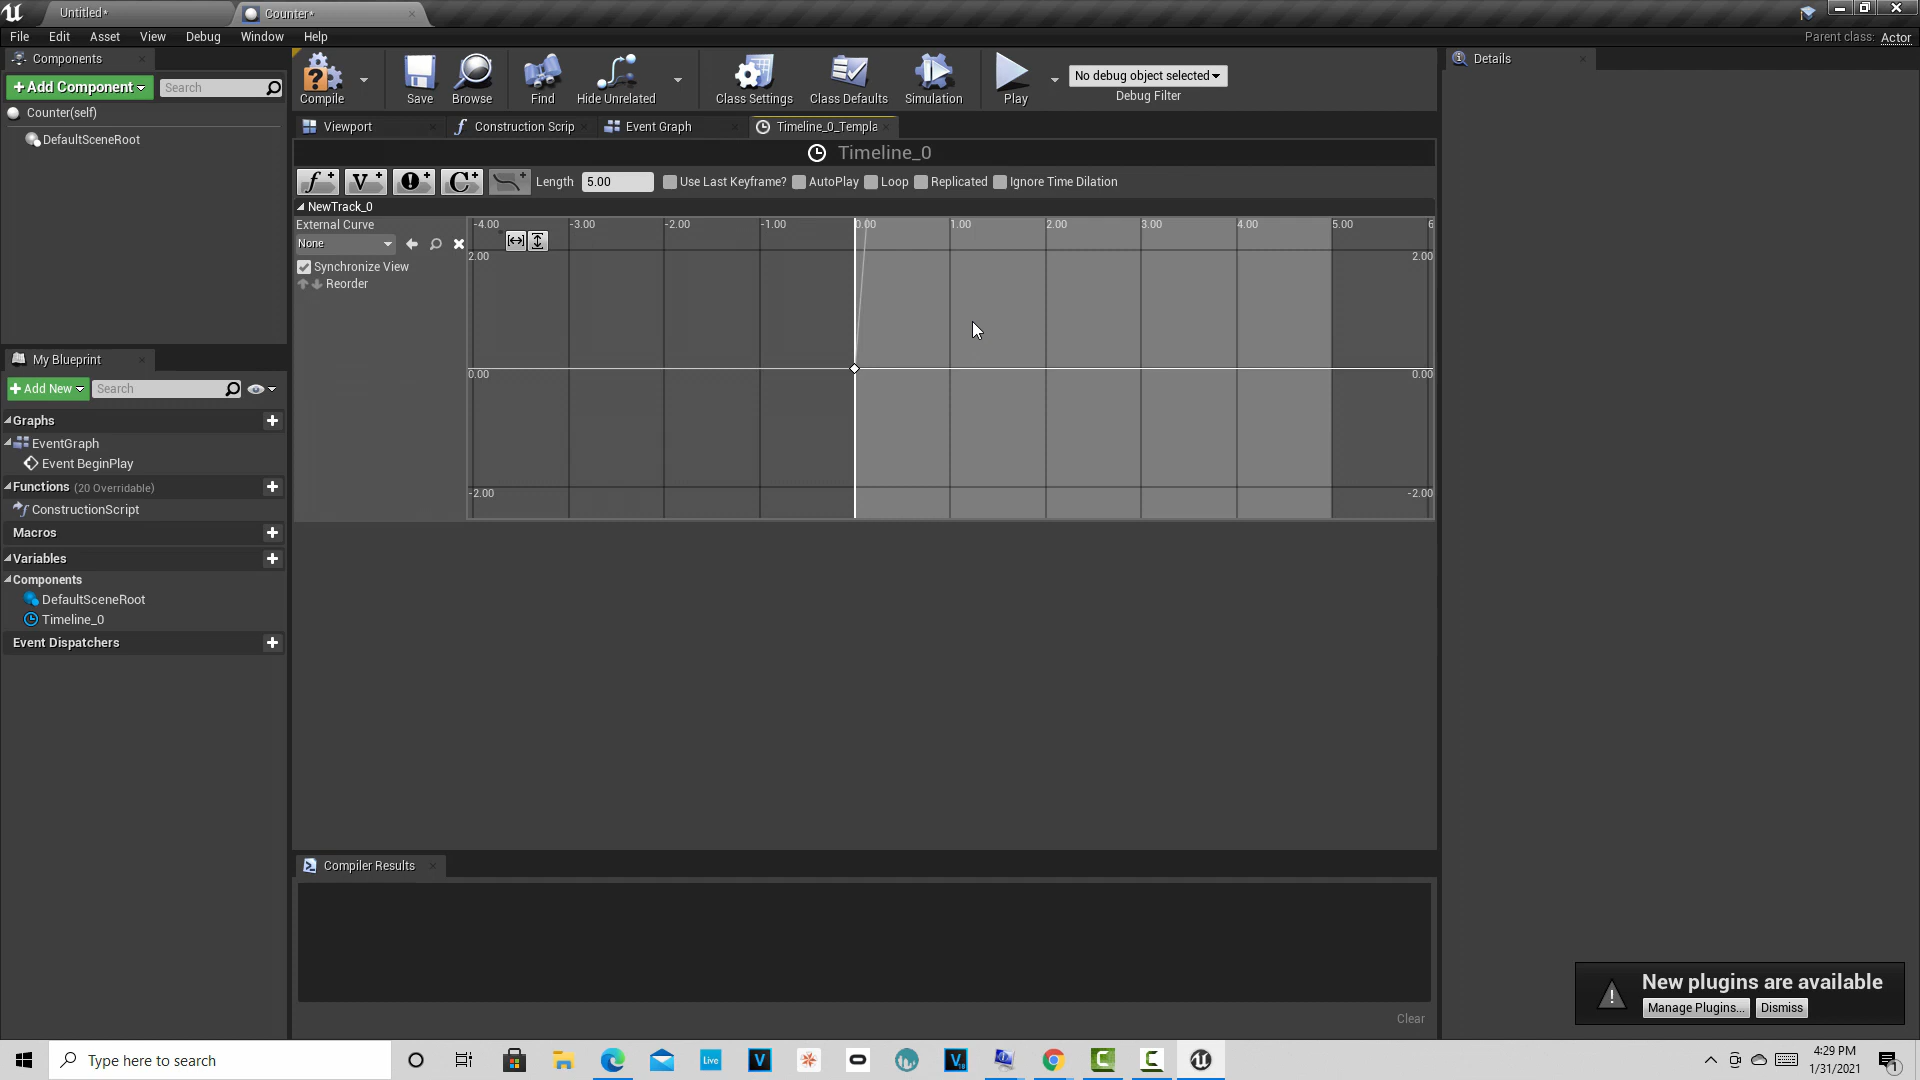 Untitled*
Counter*
File Edit Asset View Debug Window Help
Parent class: Actor
Components
+Add Component
Search
Counter(self)
DefaultSceneRoot
Compile
Save
Browse
Find
Hide Unrelated
Class Settings
Class Defaults
Simulation
Play
No debug object selected
Debug Filter
Details
Viewport
Construction Scrip
Event Graph
Timeline_0_Templa
Timeline_0
f+ V+ !+ C+
Length 5.00 Use Last Keyframe? AutoPlay Loop Replicated Ignore Time Dilation
NewTrack_0
External Curve
None
Synchronize View
Reorder
-4.00 -3.00 -2.00 -1.00 0.00 1.00 2.00 3.00 4.00 5.00 6
2.00 2.00
0.00 0.00
-2.00 -2.00
My Blueprint
+Add New
Search
Graphs
EventGraph
Event BeginPlay
Functions (20 Overridable)
ConstructionScript
Macros
Variables
Components
DefaultSceneRoot
Timeline_0
Event Dispatchers
Compiler Results
Clear
New plugins are available
Manage Plugins... Dismiss
Type here to search
Live
4:29 PM
1/31/2021
1